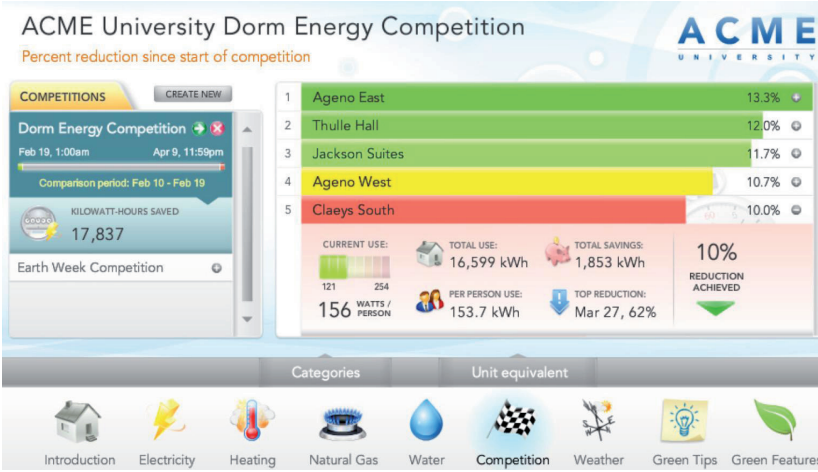 ACME University Dorm Energy Competition
Percent reduction since start of competition
ACME
UNIVERSITY
COMPETITIONS
CREATE NEW
Dorm Energy Competition
Feb 19, 1:00am Apr 9, 11:59pm
Comparison period: Feb 10 - Feb 19
KILOWATT-HOURS SAVED
17,837
Earth Week Competition
1 Ageno East 13.3%
2 Thulle Hall 12.0%
3 Jackson Suites 11.7%
4 Ageno West 10.7%
5 Claeys South 10.0%
CURRENT USE:
121 254
156 WATTS / PERSON
TOTAL USE:
16,599 kWh
PER PERSON USE:
153.7 kWh
TOTAL SAVINGS:
1,853 kWh
TOP REDUCTION:
Mar 27, 62%
10%
REDUCTION
ACHIEVED
Categories Unit equivalent
Introduction Electricity Heating Natural Gas Water Competition Weather Green Tips Green Features